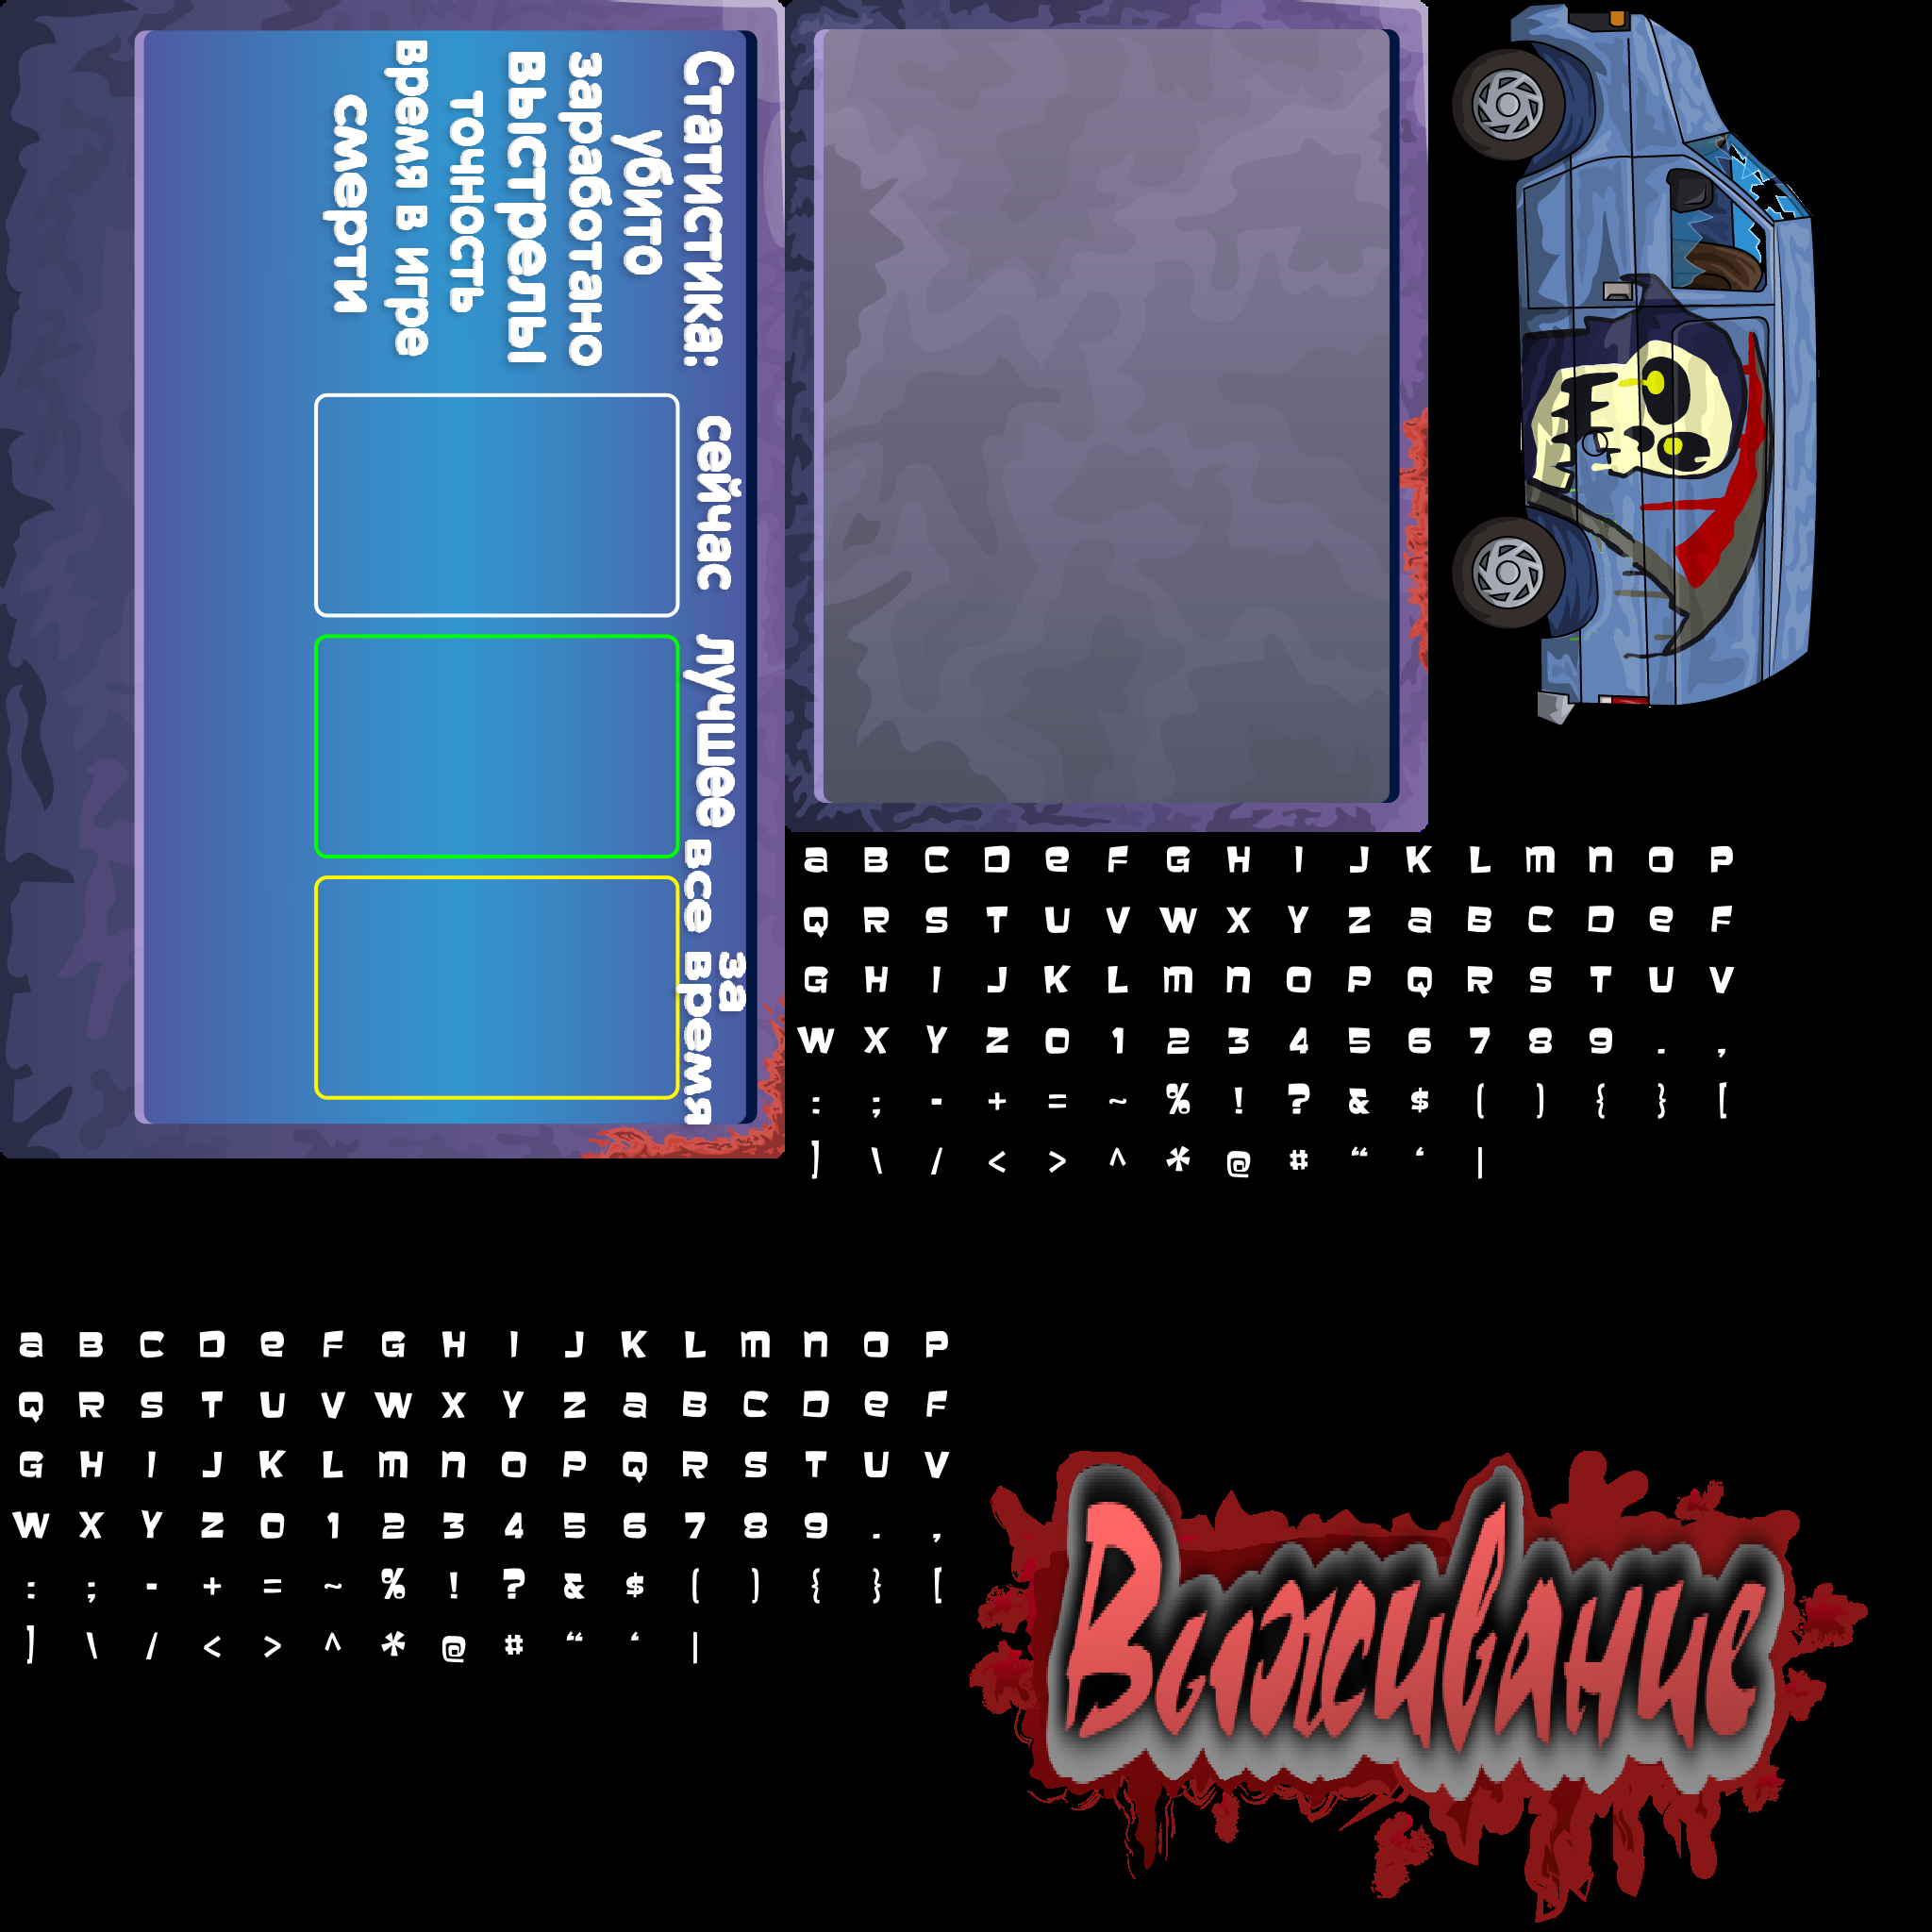 Статистика:
убито
заработано
выстрелы
точность
время в игре
смерти
сейчас
лучшее
за
все время
a B C D e F G H I J K L m n o P
Q R S T U V W X Y Z a B C D e F
G H I J K L m n o P Q R S T U V
W X Y Z 0 1 2 3 4 5 6 7 8 9 . ,
: ; - + = ~ % ! ? & $ ( ) { } [
] \ / < > ^ * @ # “ ‘ |
a B C D e F G H I J K L m n o P
Q R S T U V W X Y Z a B C D e F
G H I J K L m n o P Q R S T U V
W X Y Z 0 1 2 3 4 5 6 7 8 9 . ,
: ; - + = ~ % ! ? & $ ( ) { } [
] \ / < > ^ * @ # “ ‘ |
Выживание